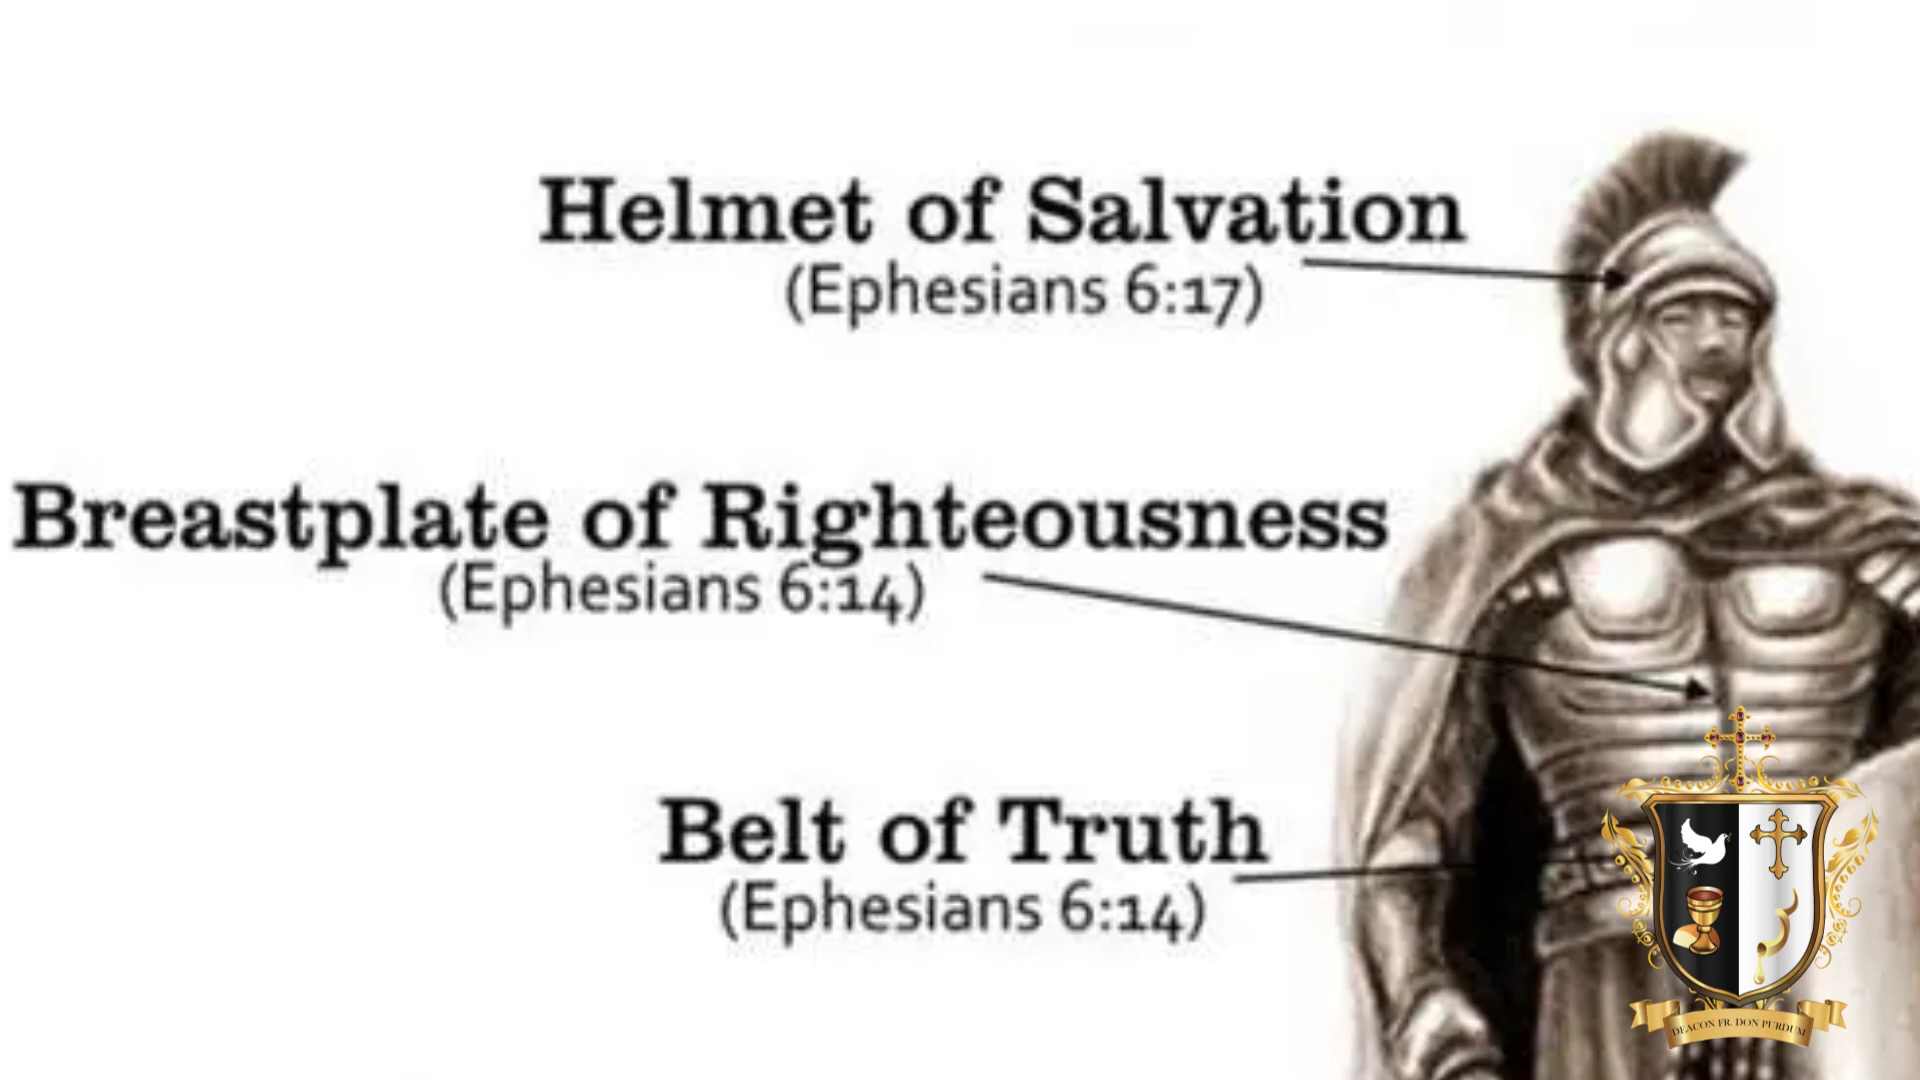 Helmet of Salvation
(Ephesians 6:17)
Breastplate of Righteousness
(Ephesians 6:14)
Belt of Truth
(Ephesians 6:14)
DEACON FR. DON PURDUM